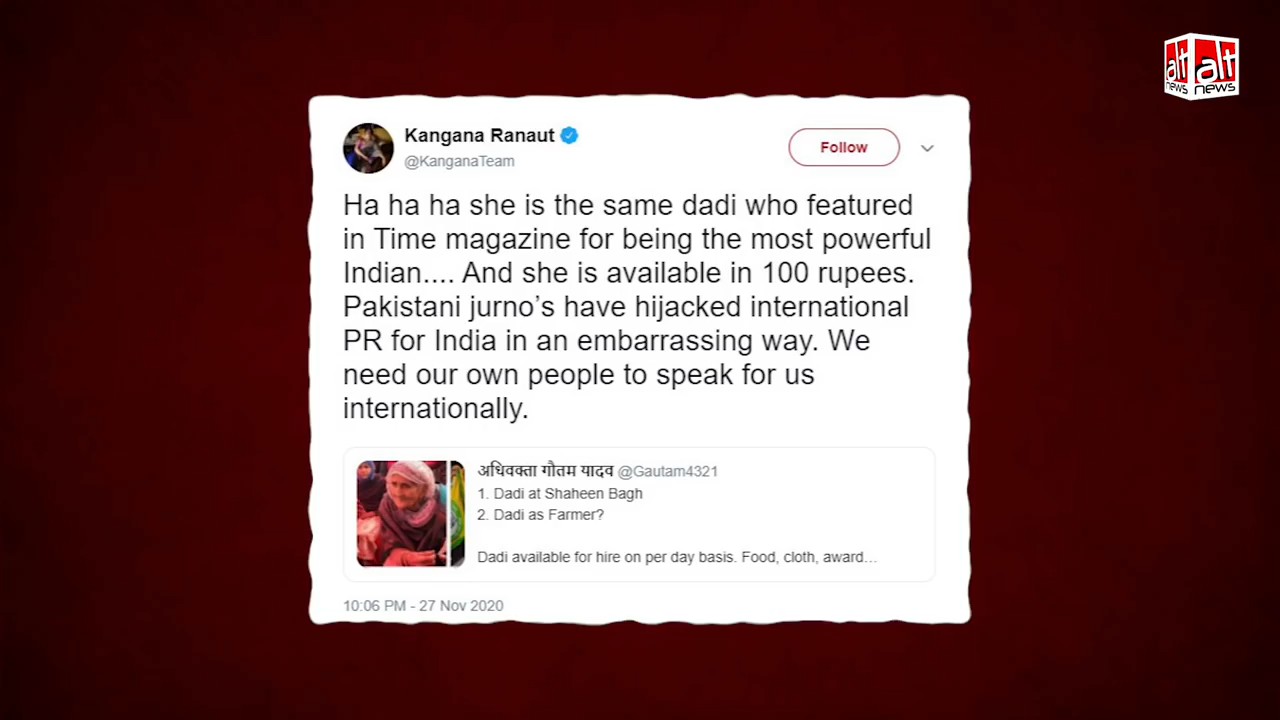 alt
news
alt
news
Kangana Ranaut
@KanganaTeam
Follow
Ha ha ha she is the same dadi who featured
in Time magazine for being the most powerful
Indian.... And she is available in 100 rupees.
Pakistani jurno’s have hijacked international
PR for India in an embarrassing way. We
need our own people to speak for us
internationally.
अधिवक्ता गौतम यादव @Gautam4321
1. Dadi at Shaheen Bagh
2. Dadi as Farmer?
Dadi available for hire on per day basis. Food, cloth, award…
10:06 PM - 27 Nov 2020